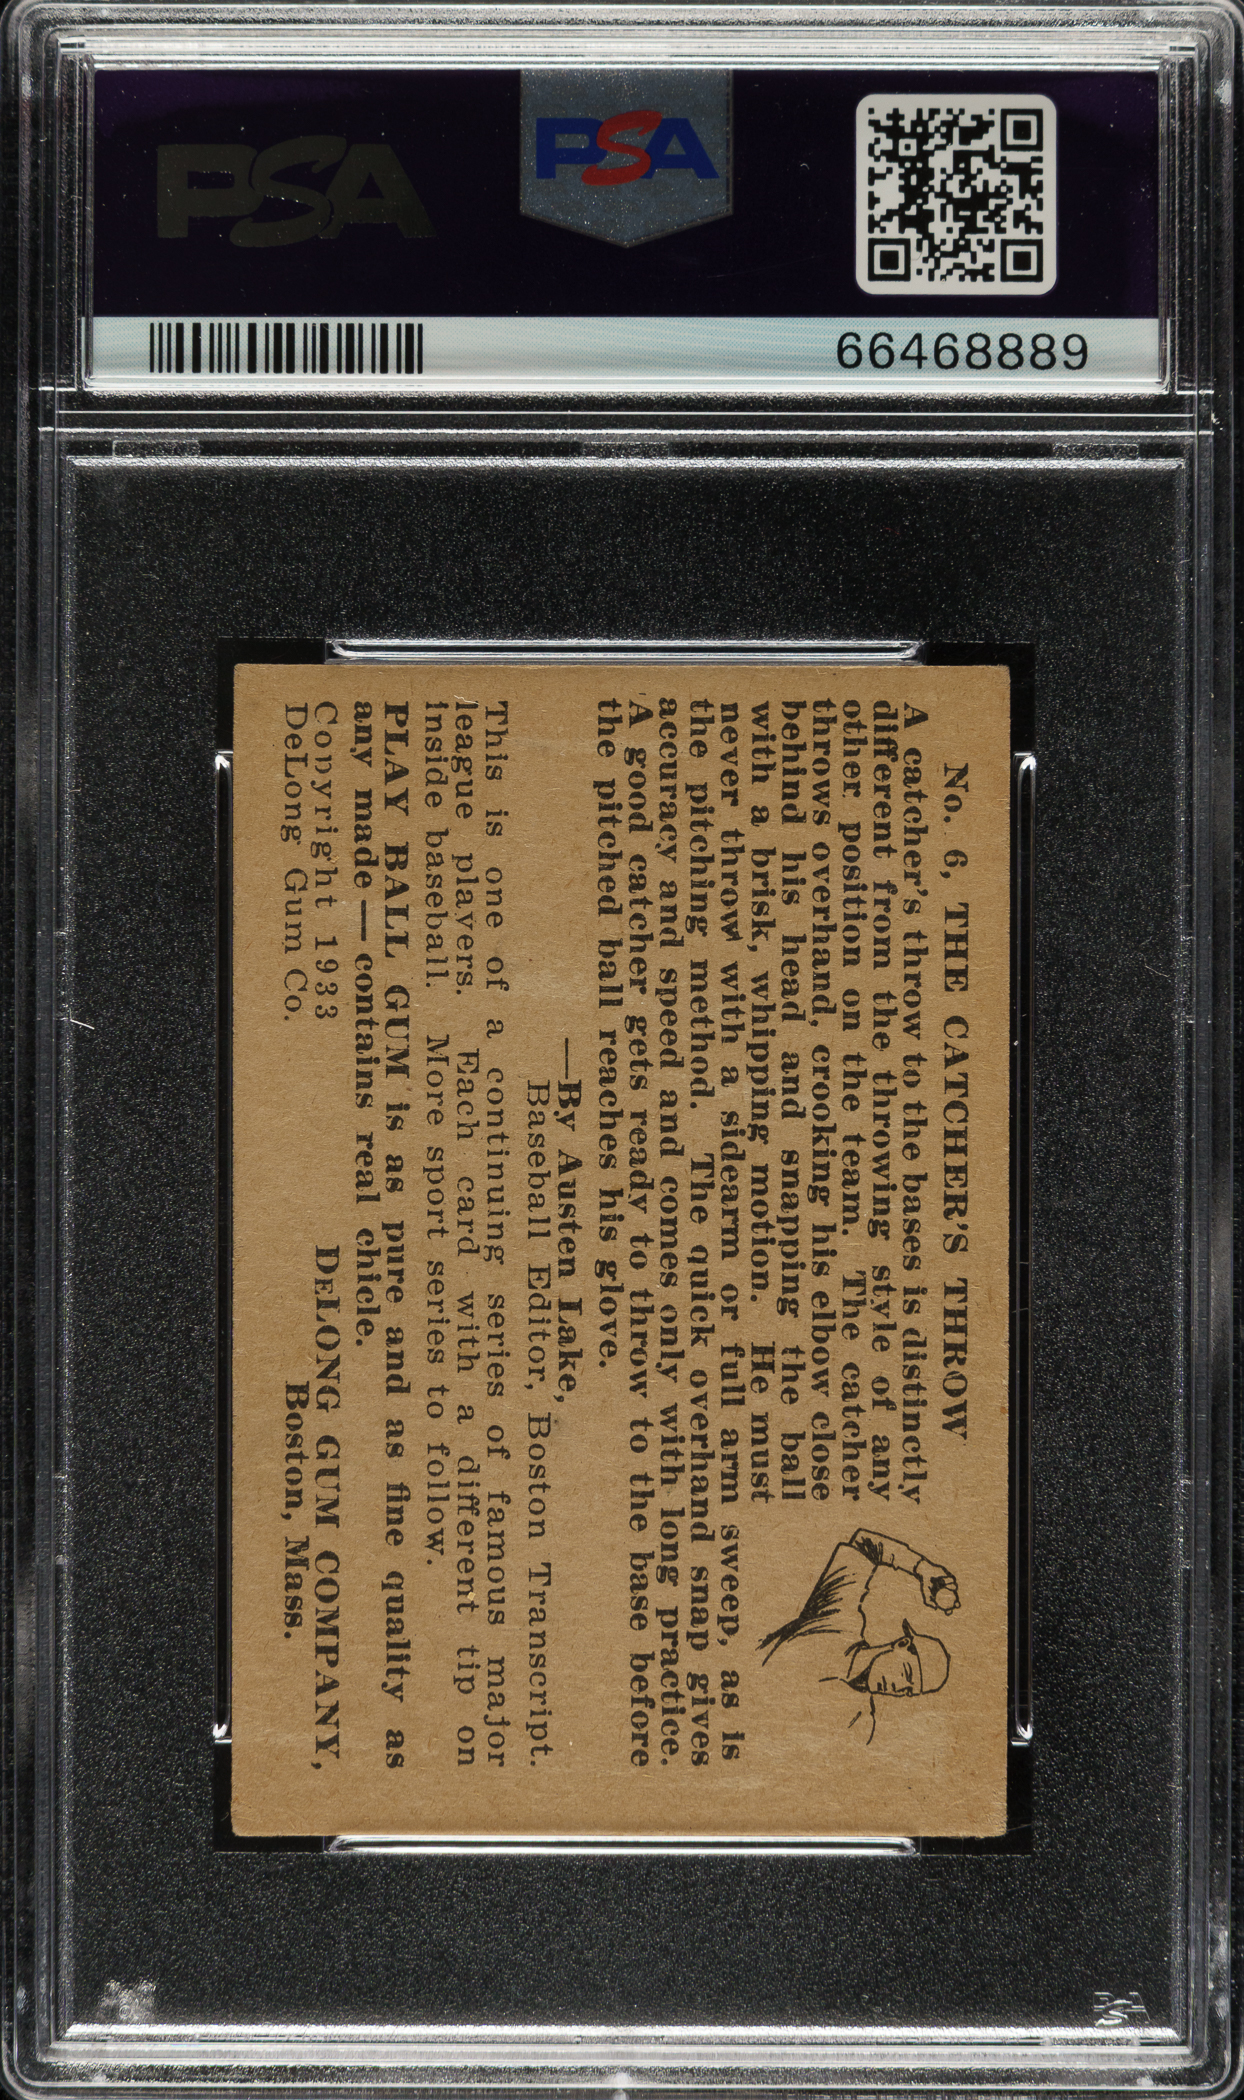 PSA
PSA
66468889
No. 6, THE CATCHER'S THROW
A catcher's throw to the bases is distinctly
different from the throwing style of any
other position on the team. The catcher
throws overhand, crooking his elbow close
behind his head and snapping the ball
with a brisk, whipping motion. He must
never throw with a sidearm or full arm sweep, as is
the pitching method. The quick overhand snap gives
accuracy and speed and comes only with long practice.
A good catcher gets ready to throw to the base before
the pitched ball reaches his glove.
—By Austen Lake,
Baseball Editor, Boston Transcript.
This is one of a continuing series of famous major
league players. Each card with a different tip on
inside baseball. More sport series to follow.
PLAY BALL GUM is as pure and as fine quality as
any made—contains real chicle.
Copyright 1933
DELONG GUM COMPANY,
DeLong Gum Co.
Boston, Mass.
PSA